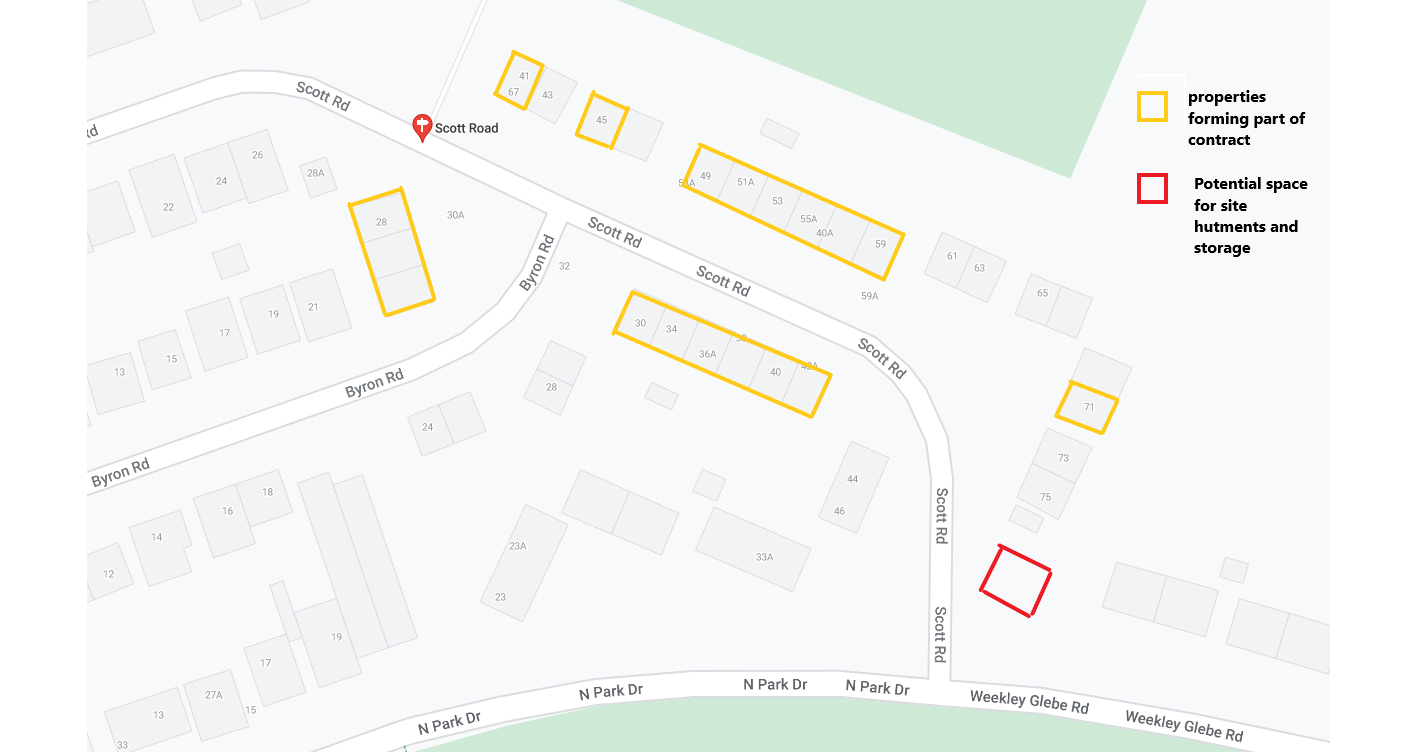 41
67
43
properties
forming part of
contract
Scott Rd
Rd
Scott Road
45
Potential space
for site
hutments and
storage
26
24
28A
22
28
30A
49
51A
53
55A
40A
59
61
63
65
59A
Scott Rd
Scott Rd
Byron Rd
32
30
34
36A
40
42A
Scott Rd
71
21
19
17
15
13
28
Byron Rd
24
Byron Rd
73
75
44
46
Scott Rd
18
16
14
12
23A
23
33A
Scott Rd
19
17
27A
15
13
33
N Park Dr
N Park Dr
N Park Dr
N Park Dr
Weekley Glebe Rd
Weekley Glebe Rd